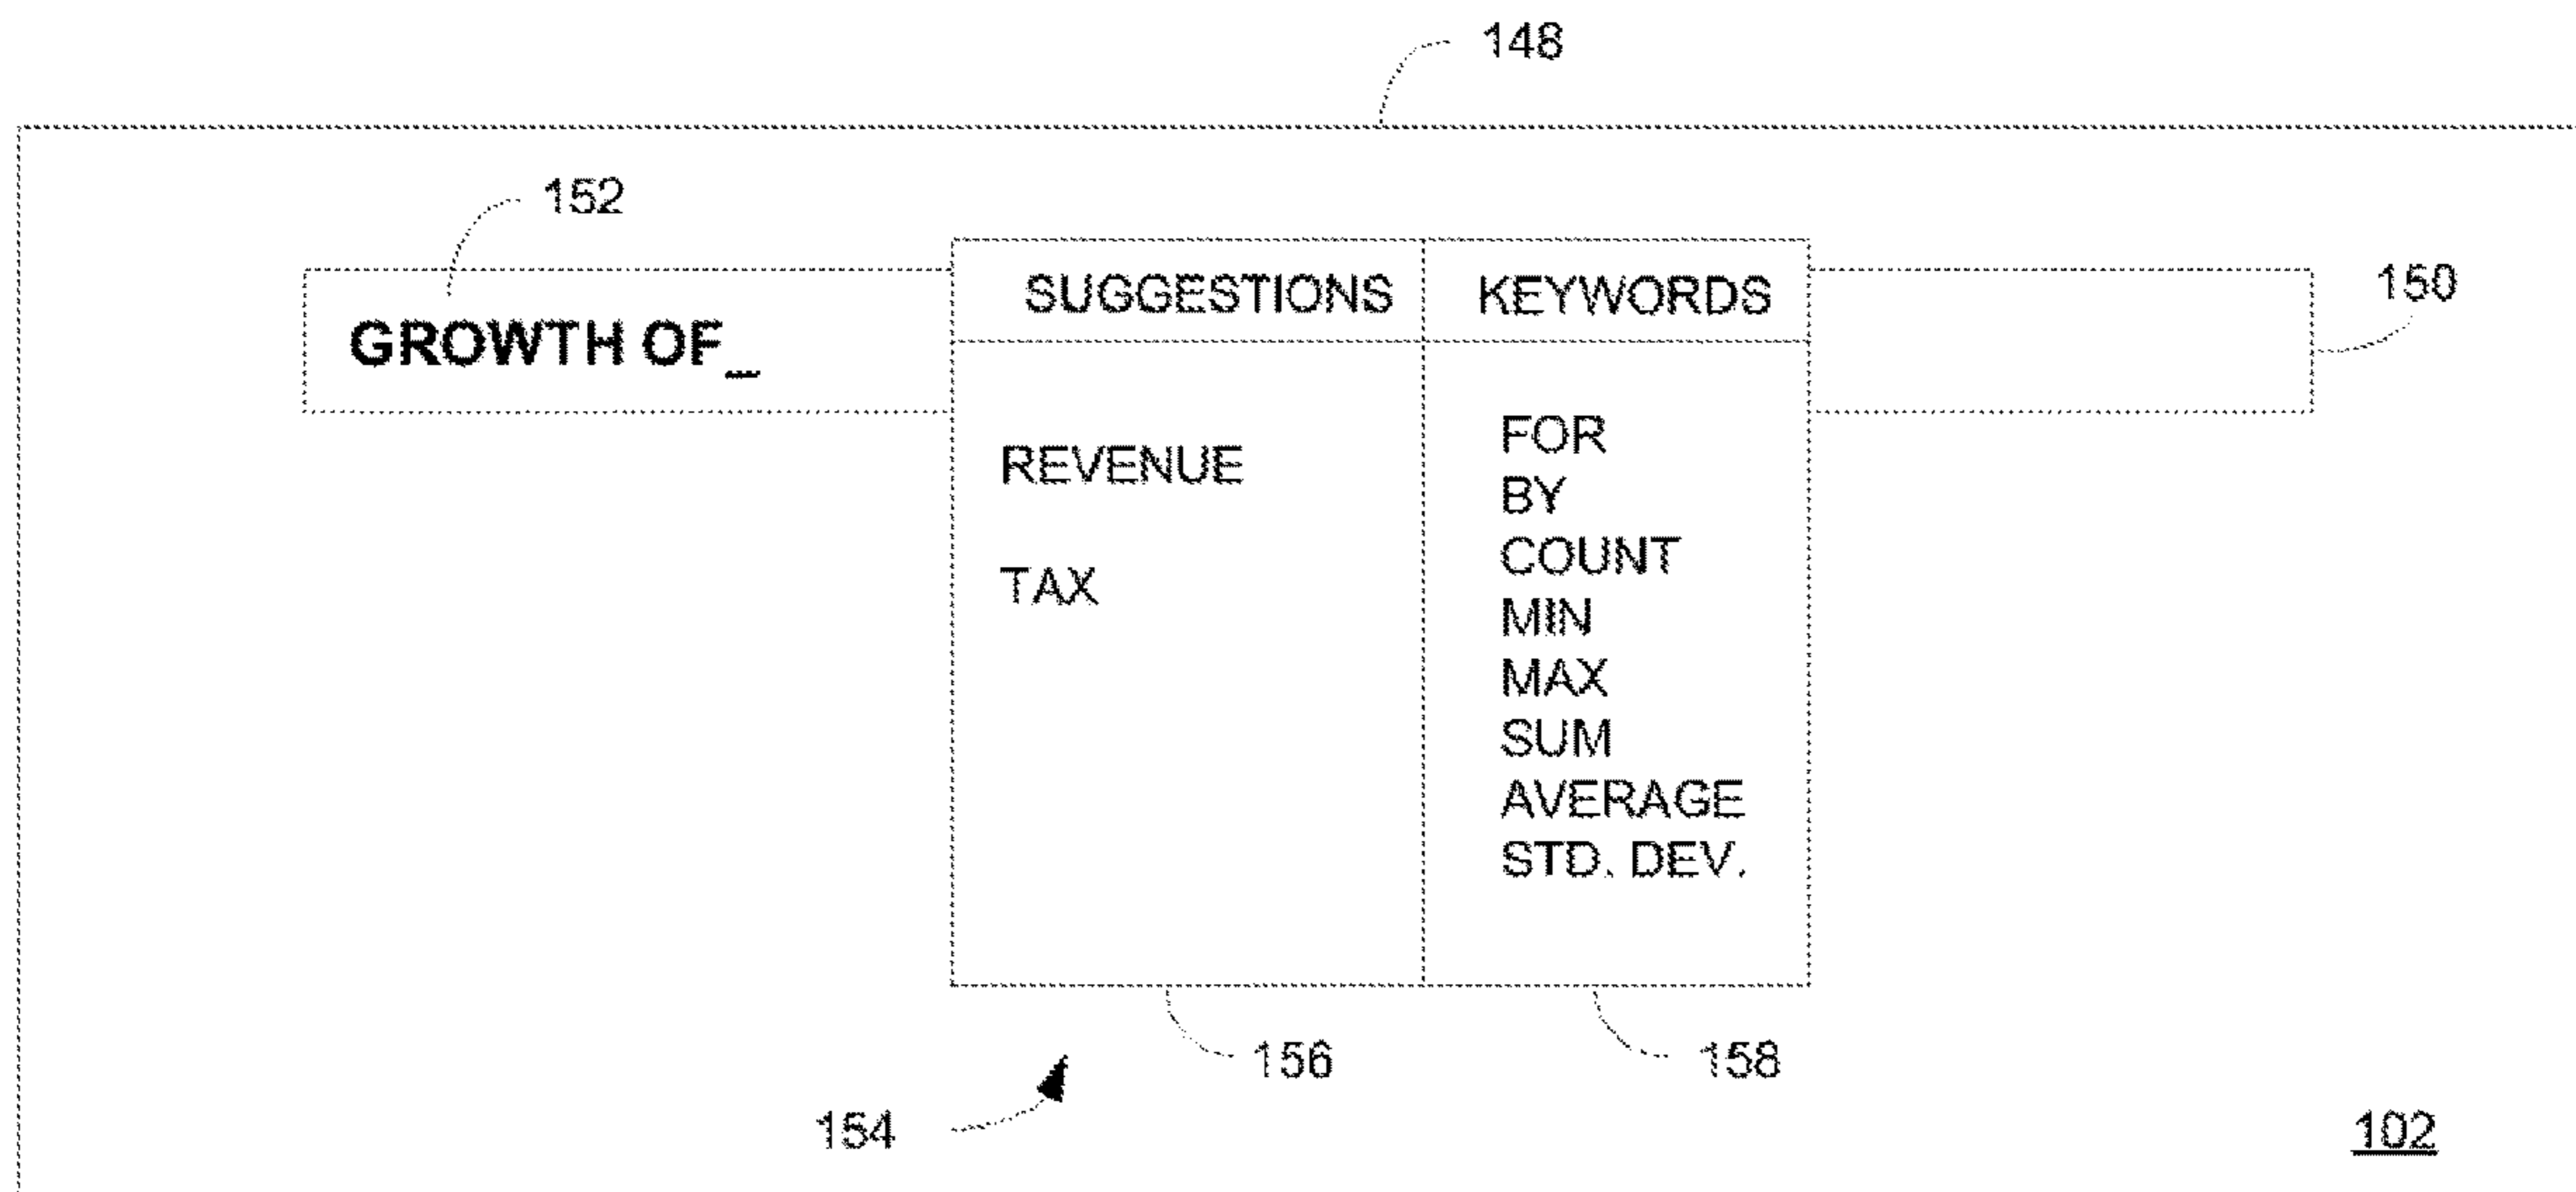 148
152
150
GROWTH OF_
SUGGESTIONS
REVENUE
TAX
KEYWORDS
FOR
BY
COUNT
MIN
MAX
SUM
AVERAGE
STD. DEV.
156
158
154
102